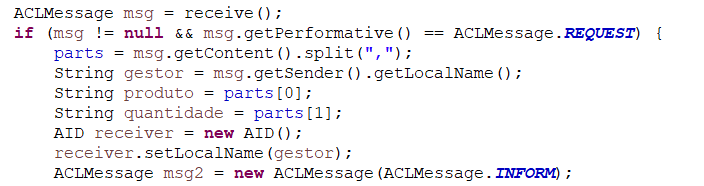 ACLMessage msg = receive();
if (msg != null && msg.getPerformative() == ACLMessage.REQUEST) {
    parts = msg.getContent().split(",");
    String gestor = msg.getSender().getLocalName();
    String produto = parts[0];
    String quantidade = parts[1];
    AID receiver = new AID();
    receiver.setLocalName(gestor);
    ACLMessage msg2 = new ACLMessage(ACLMessage.INFORM);